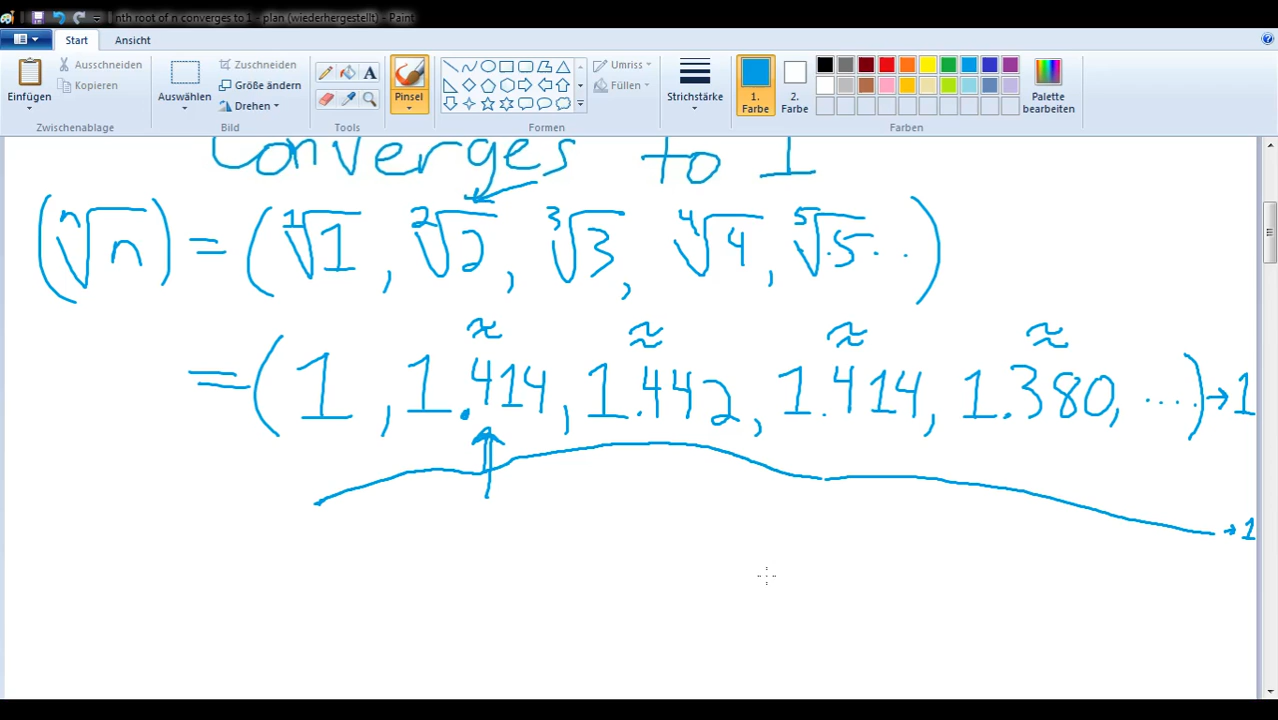 nth root of n converges to 1 - plan (wiederhergestellt) - Paint
Start Ansicht
Einfügen Ausschneiden Kopieren Zwischenablage
Auswählen Zuschneiden Größe ändern Drehen Bild
A Tools
Pinsel
Formen Umriss Füllen
Strichstärke
1. Farbe 2. Farbe Palette bearbeiten Farben
Converges to 1
(ⁿ√n) = (¹√1, ²√2, ³√3, ⁴√4, ⁵√5...)
≈ ≈ ≈ ≈
= (1, 1.414, 1.442, 1.414, 1.380, ....) → 1
→ 1